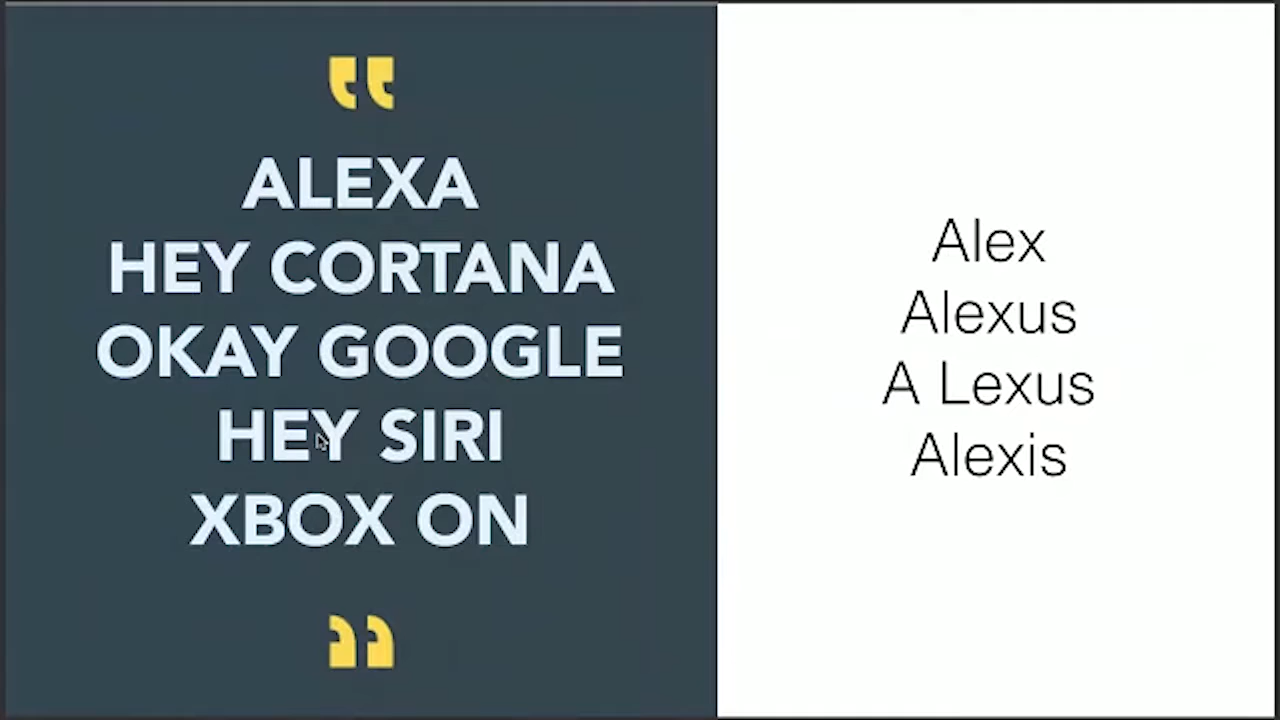 ALEXA
HEY CORTANA
OKAY GOOGLE
HEY SIRI
XBOX ON
Alex
Alexus
A Lexus
Alexis